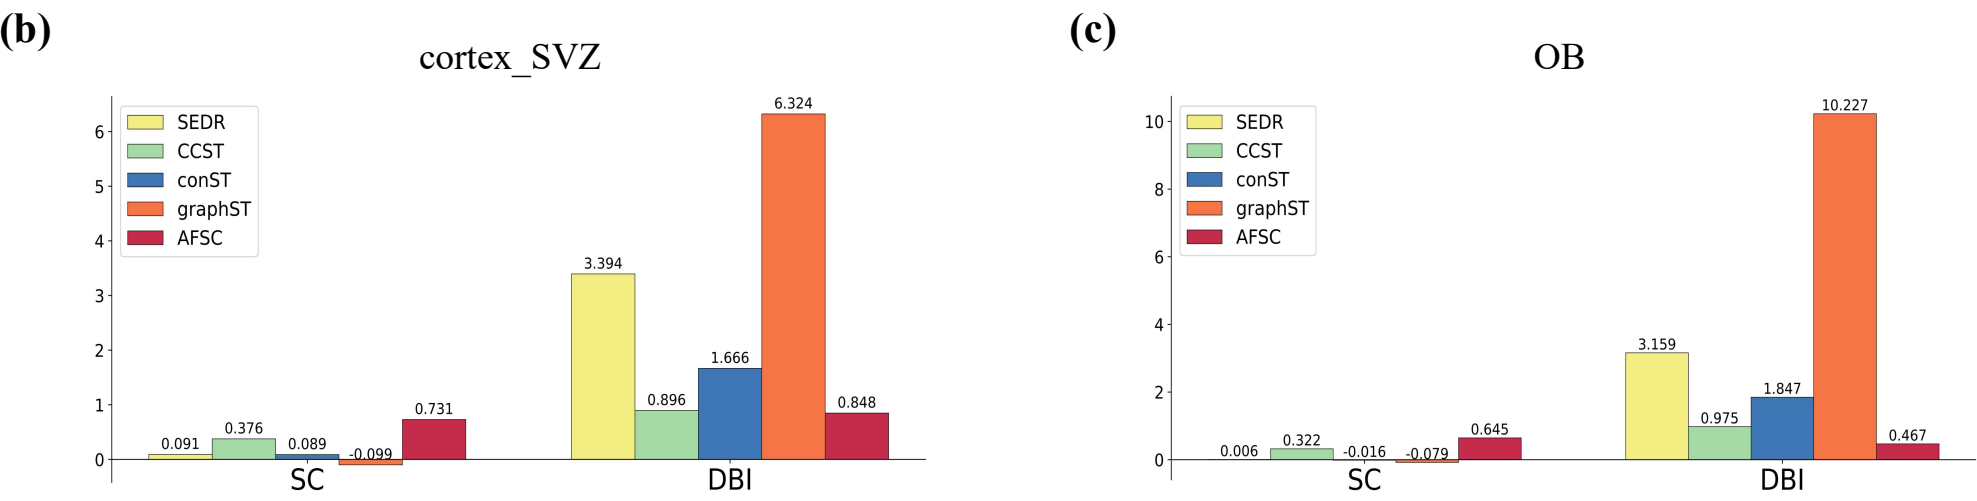 (b)
cortex_SVZ
6
5
4
3
2
1
0
SEDR
CCST
conST
graphST
AFSC
0.091
0.376
0.089
-0.099
0.731
3.394
0.896
1.666
6.324
0.848
SC
DBI
(c)
OB
10
8
6
4
2
0
SEDR
CCST
conST
graphST
AFSC
0.006
0.322
-0.016
-0.079
0.645
3.159
0.975
1.847
10.227
0.467
SC
DBI